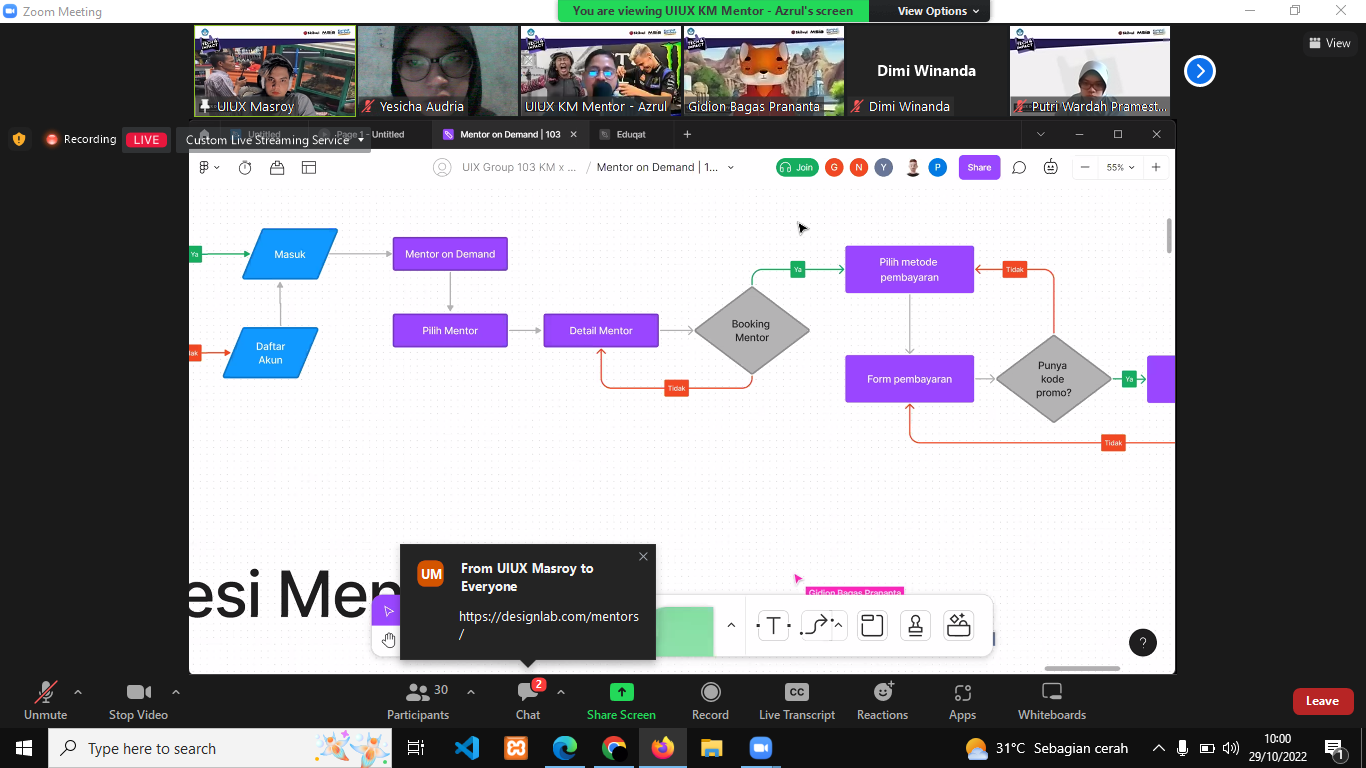 Zoom Meeting
You are viewing UIUX KM Mentor - Azrul's screen
View Options
UIUX Masroy
Yesicha Audria
UIUX KM Mentor - Azrul
Gidion Bagas Prananta
Dimi Winanda
Dimi Winanda
Putri Wardah Pramest...
View
Recording
LIVE
Custom Live Streaming Service
Untitled
Page 1 - Untitled
Mentor on Demand | 103
Eduqat
UIX Group 103 KM x ...
/
Mentor on Demand | 1...
Join
G
N
Y
P
Share
55%
Ya
Masuk
Mentor on Demand
Daftar
Akun
Pilih Mentor
Detail Mentor
Booking
Mentor
Tidak
Ya
Pilih metode
pembayaran
Tidak
Form pembayaran
Punya
kode
promo?
Ya
Tidak
esi Men
UM
From UIUX Masroy to
Everyone
https://designlab.com/mentors
/
Gidion Bagas Prananta
T
?
Unmute
Stop Video
30
Participants
2
Chat
Share Screen
Record
CC
Live Transcript
Reactions
Apps
Whiteboards
Leave
Type here to search
31°C Sebagian cerah
10:00
29/10/2022
1